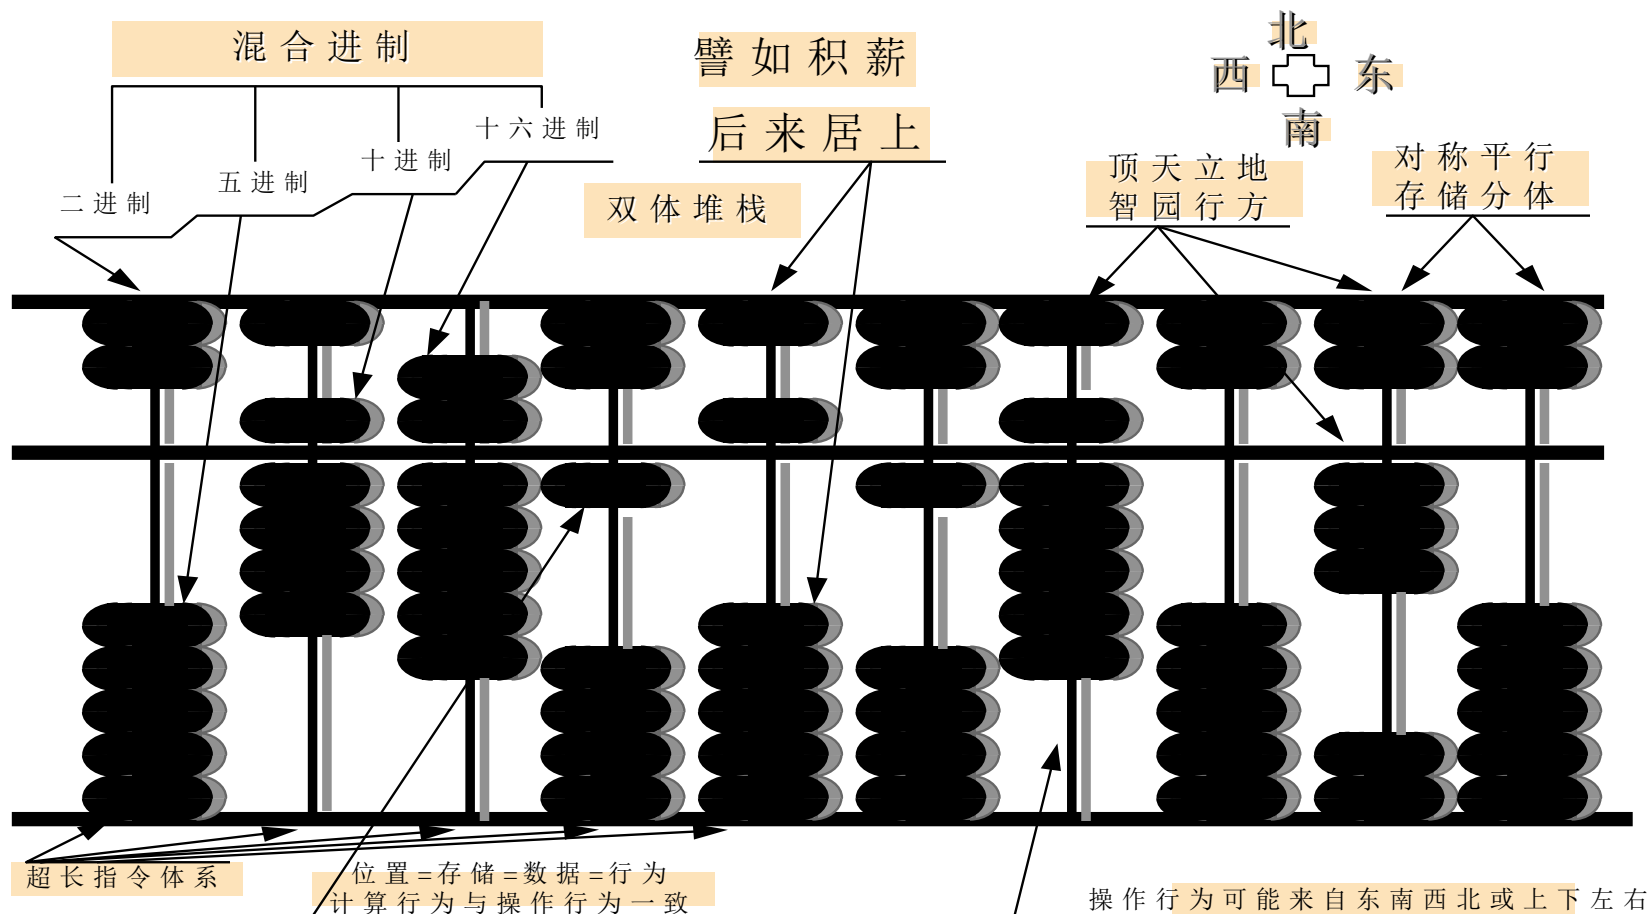 混合进制
譬如积薪
后来居上
北
西 东
南
十六进制
十进制
五进制
二进制
双体堆栈
顶天立地
智园行方
对称平行
存储分体
超长指令体系
位置=存储=数据=行为
计算行为与操作行为一致
操作行为可能来自东南西北或上下左右